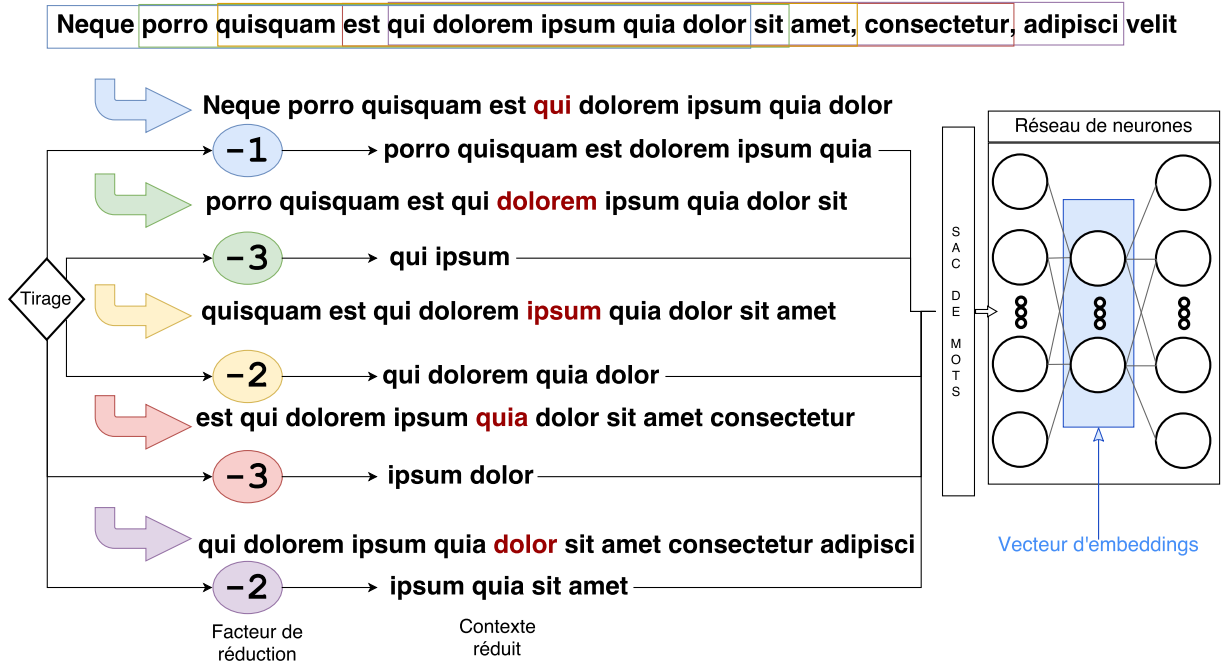 Neque porro quisquam est qui dolorem ipsum quia dolor sit amet, consectetur, adipisci velit
Neque porro quisquam est qui dolorem ipsum quia dolor
-1
porro quisquam est dolorem ipsum quia
porro quisquam est qui dolorem ipsum quia dolor sit
-3
qui ipsum
Tirage
quisquam est qui dolorem ipsum quia dolor sit amet
-2
qui dolorem quia dolor
est qui dolorem ipsum quia dolor sit amet consectetur
-3
ipsum dolor
qui dolorem ipsum quia dolor sit amet consectetur adipisci
-2
ipsum quia sit amet
Facteur de
réduction
Contexte
réduit
SAC DE MOTS
Réseau de neurones
Vecteur d'embeddings